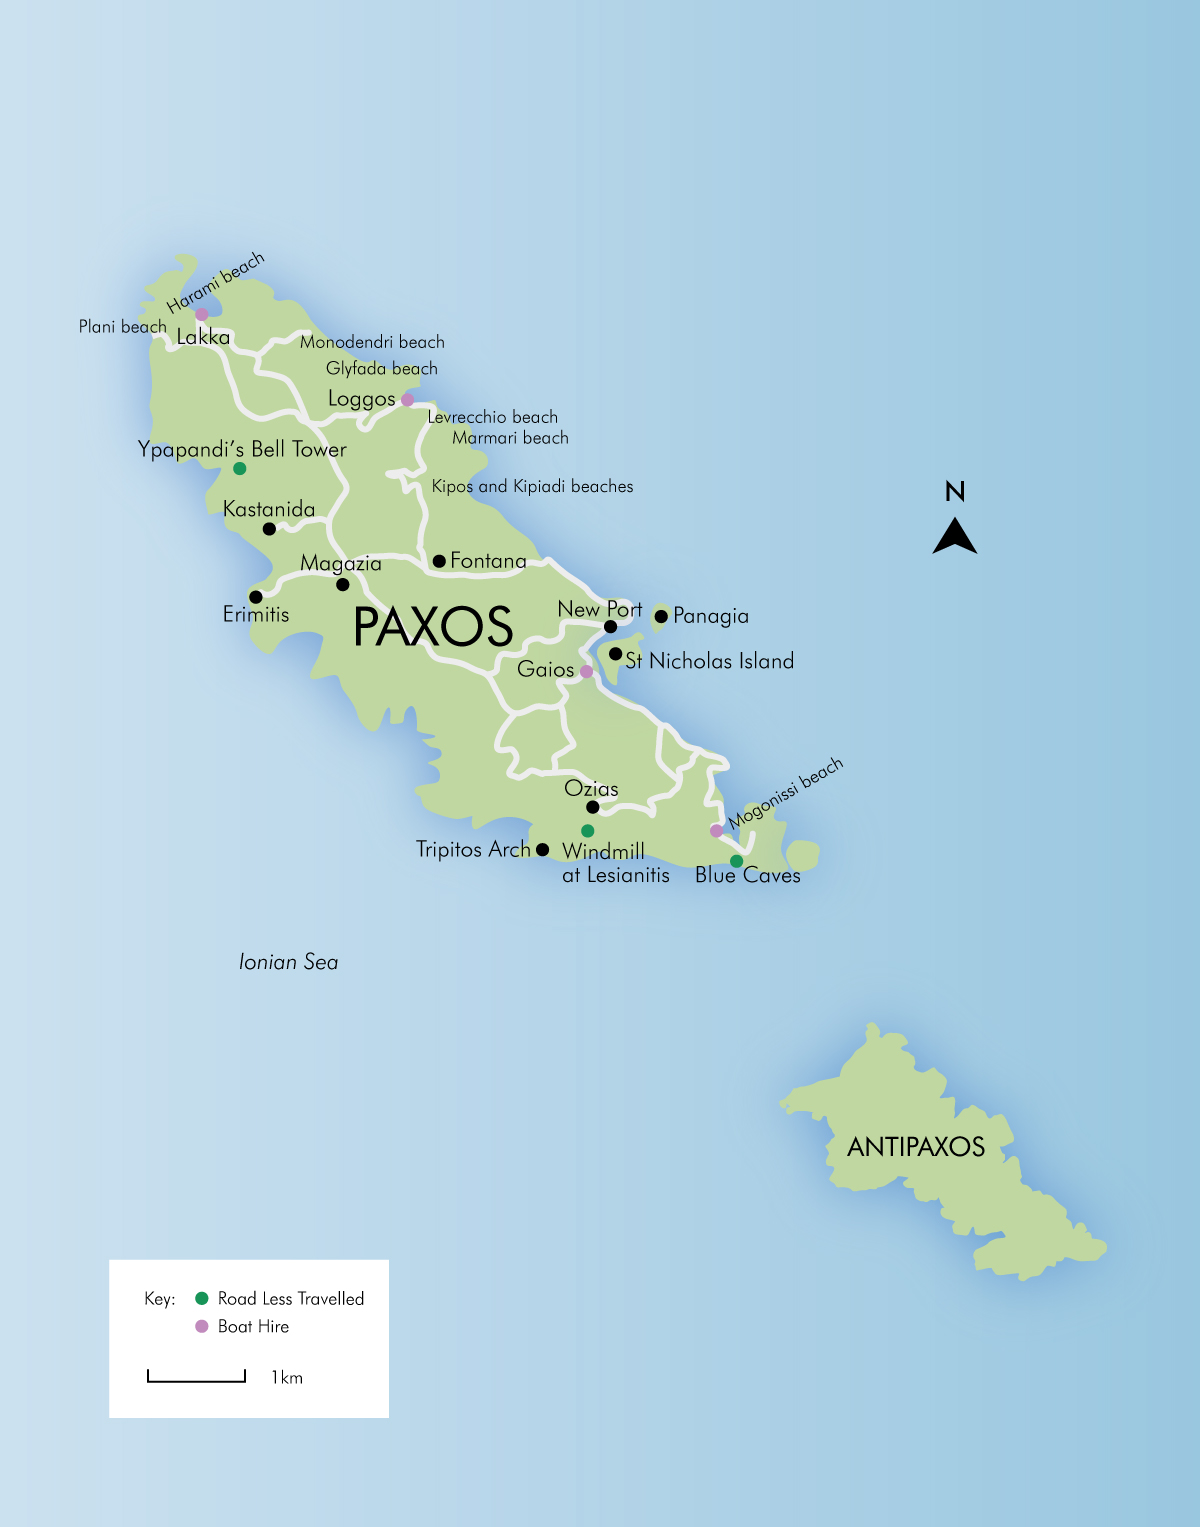 Harami beach
Plani beach
Lakka
Monodendri beach
Glyfada beach
Loggos
Levrecchio beach
Marmari beach
Ypapandi's Bell Tower
Kipos and Kipiadi beaches
N
Kastanida
Magazia
Fontana
Erimitis
PAXOS
New Port
Panagia
St Nicholas Island
Gaios
Mogonissi beach
Ozias
Tripitos Arch
Windmill
at Lesianitis
Blue Caves
Ionian Sea
ANTIPAXOS
Key:
Road Less Travelled
Boat Hire
1km